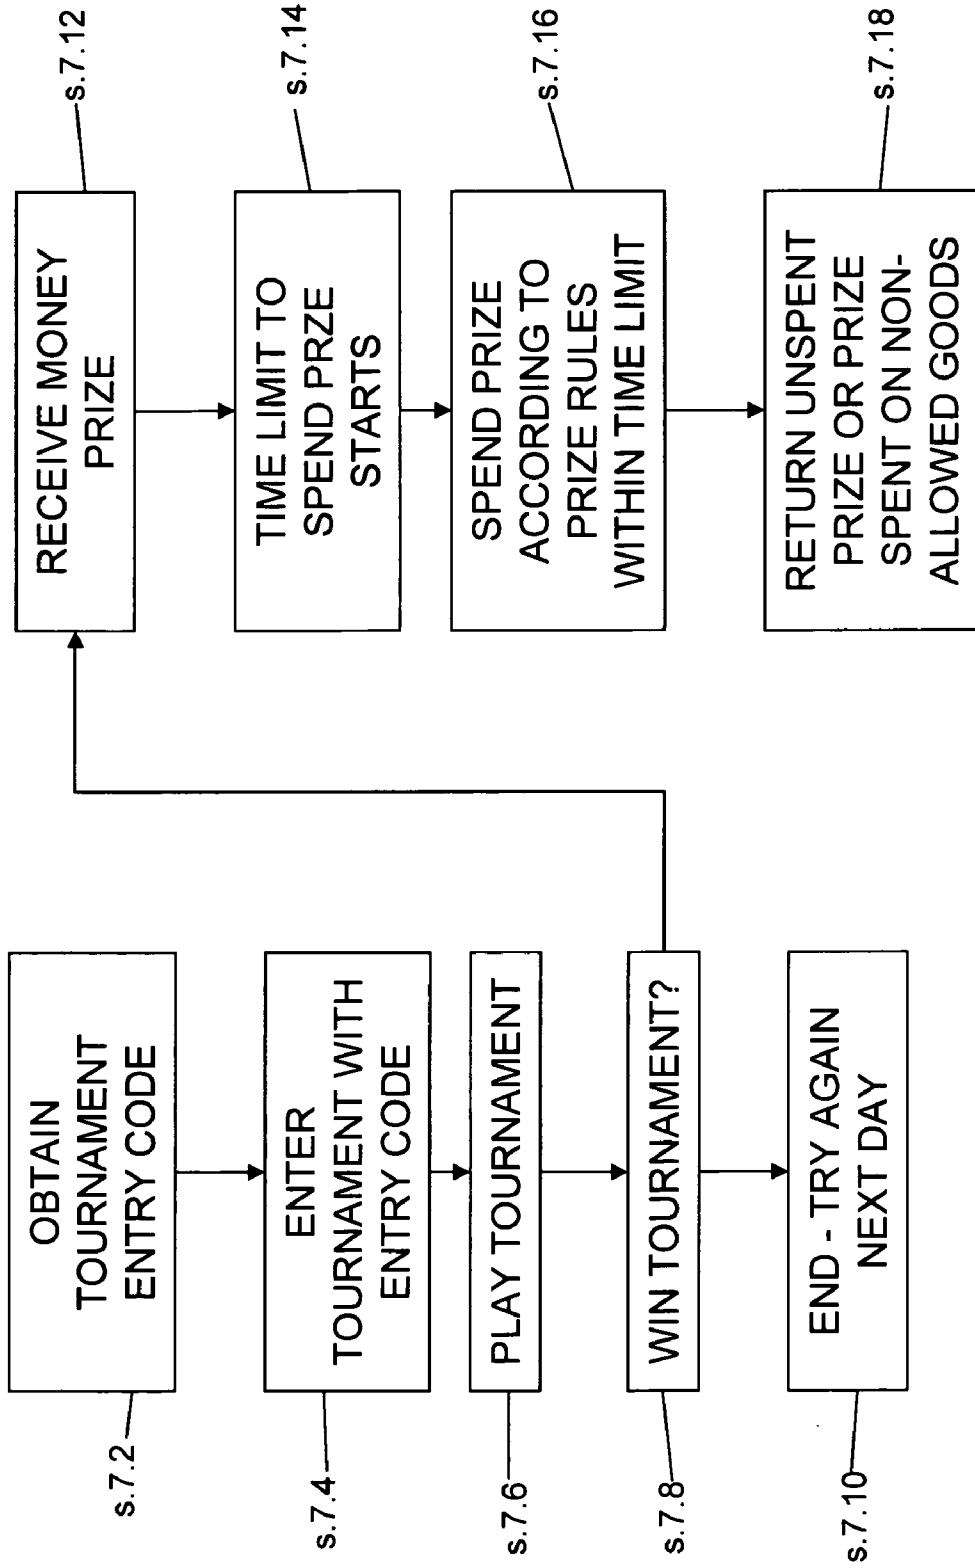 s.7.2
OBTAIN
TOURNAMENT
ENTRY CODE
s.7.4
ENTER
TOURNAMENT WITH
ENTRY CODE
s.7.6
PLAY TOURNAMENT
s.7.8
WIN TOURNAMENT?
s.7.10
END - TRY AGAIN
NEXT DAY
RECEIVE MONEY
PRIZE
s.7.12
TIME LIMIT TO
SPEND PRZE
STARTS
s.7.14
SPEND PRIZE
ACCORDING TO
PRIZE RULES
WITHIN TIME LIMIT
s.7.16
RETURN UNSPENT
PRIZE OR PRIZE
SPENT ON NON-
ALLOWED GOODS
s.7.18